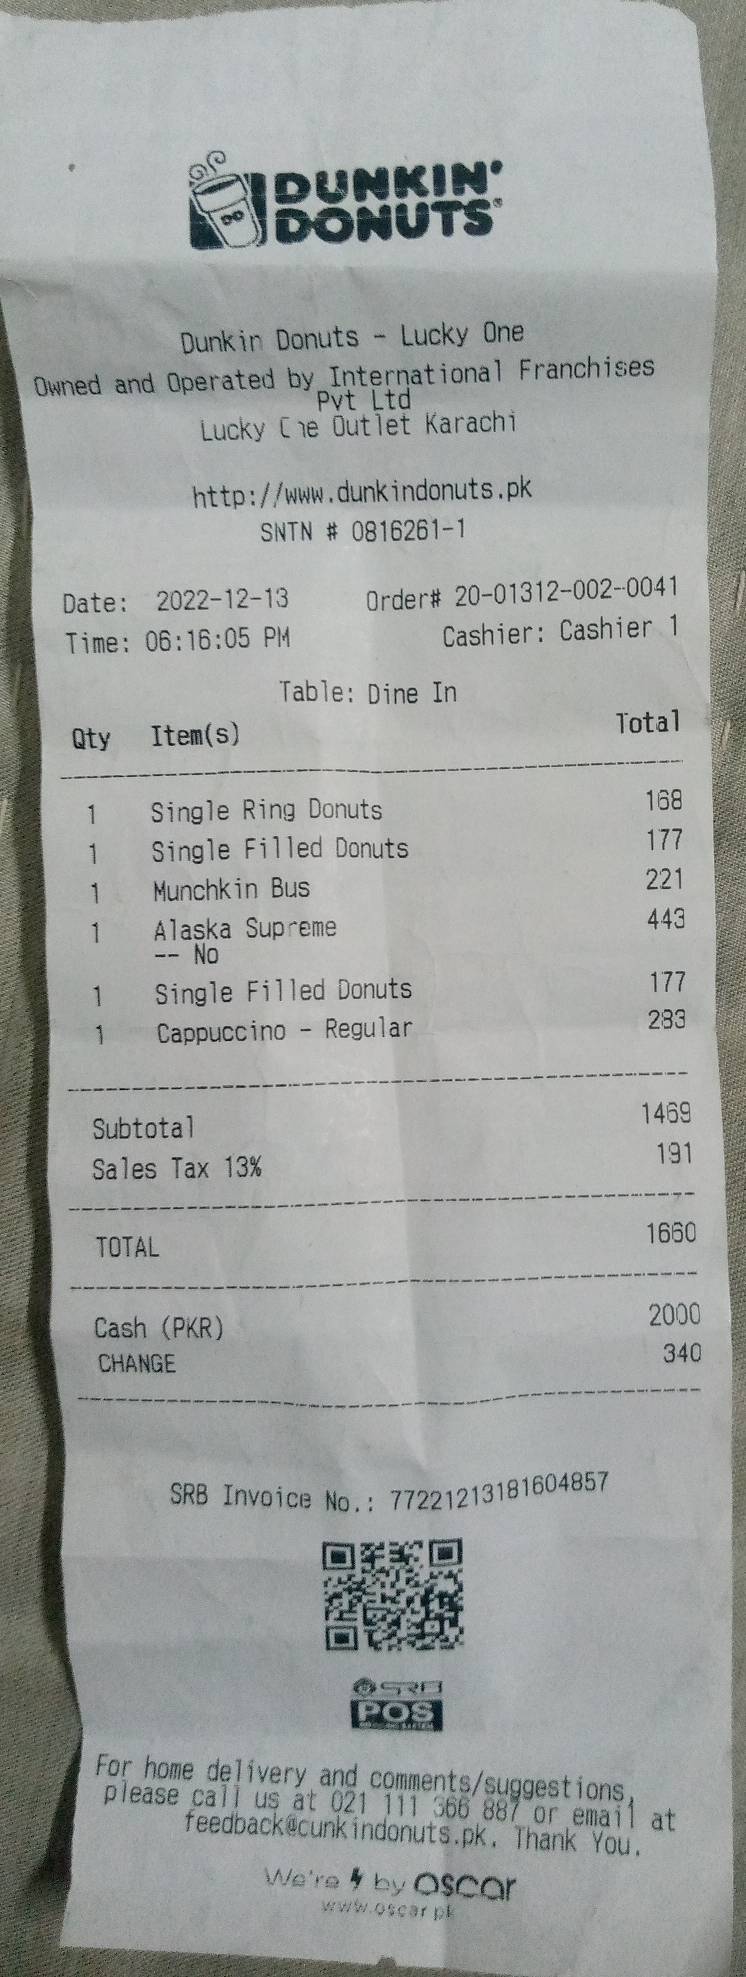 DUNKIN'
DONUTS®
Dunkin Donuts - Lucky One
Owned and Operated by International Franchises
Pvt Ltd
Lucky One Outlet Karachi
http://www.dunkindonuts.pk
SNTN # 0816261-1
Date: 2022-12-13 Order# 20-01312-002-0041
Time: 06:16:05 PM Cashier: Cashier 1
Table: Dine In
Qty Item(s) Total
1 Single Ring Donuts 168
1 Single Filled Donuts 177
1 Munchkin Bus 221
1 Alaska Supreme 443
-- No
1 Single Filled Donuts 177
1 Cappuccino - Regular 283
Subtotal 1469
Sales Tax 13% 191
TOTAL 1660
Cash (PKR) 2000
CHANGE 340
SRB Invoice No.: 77221213181604857
SRB
POS
For home delivery and comments/suggestions,
please call us at 021 111 366 887 or email at
feedback@cunkindonuts.pk. Thank You.
We're by oscar
www.oscar.pk